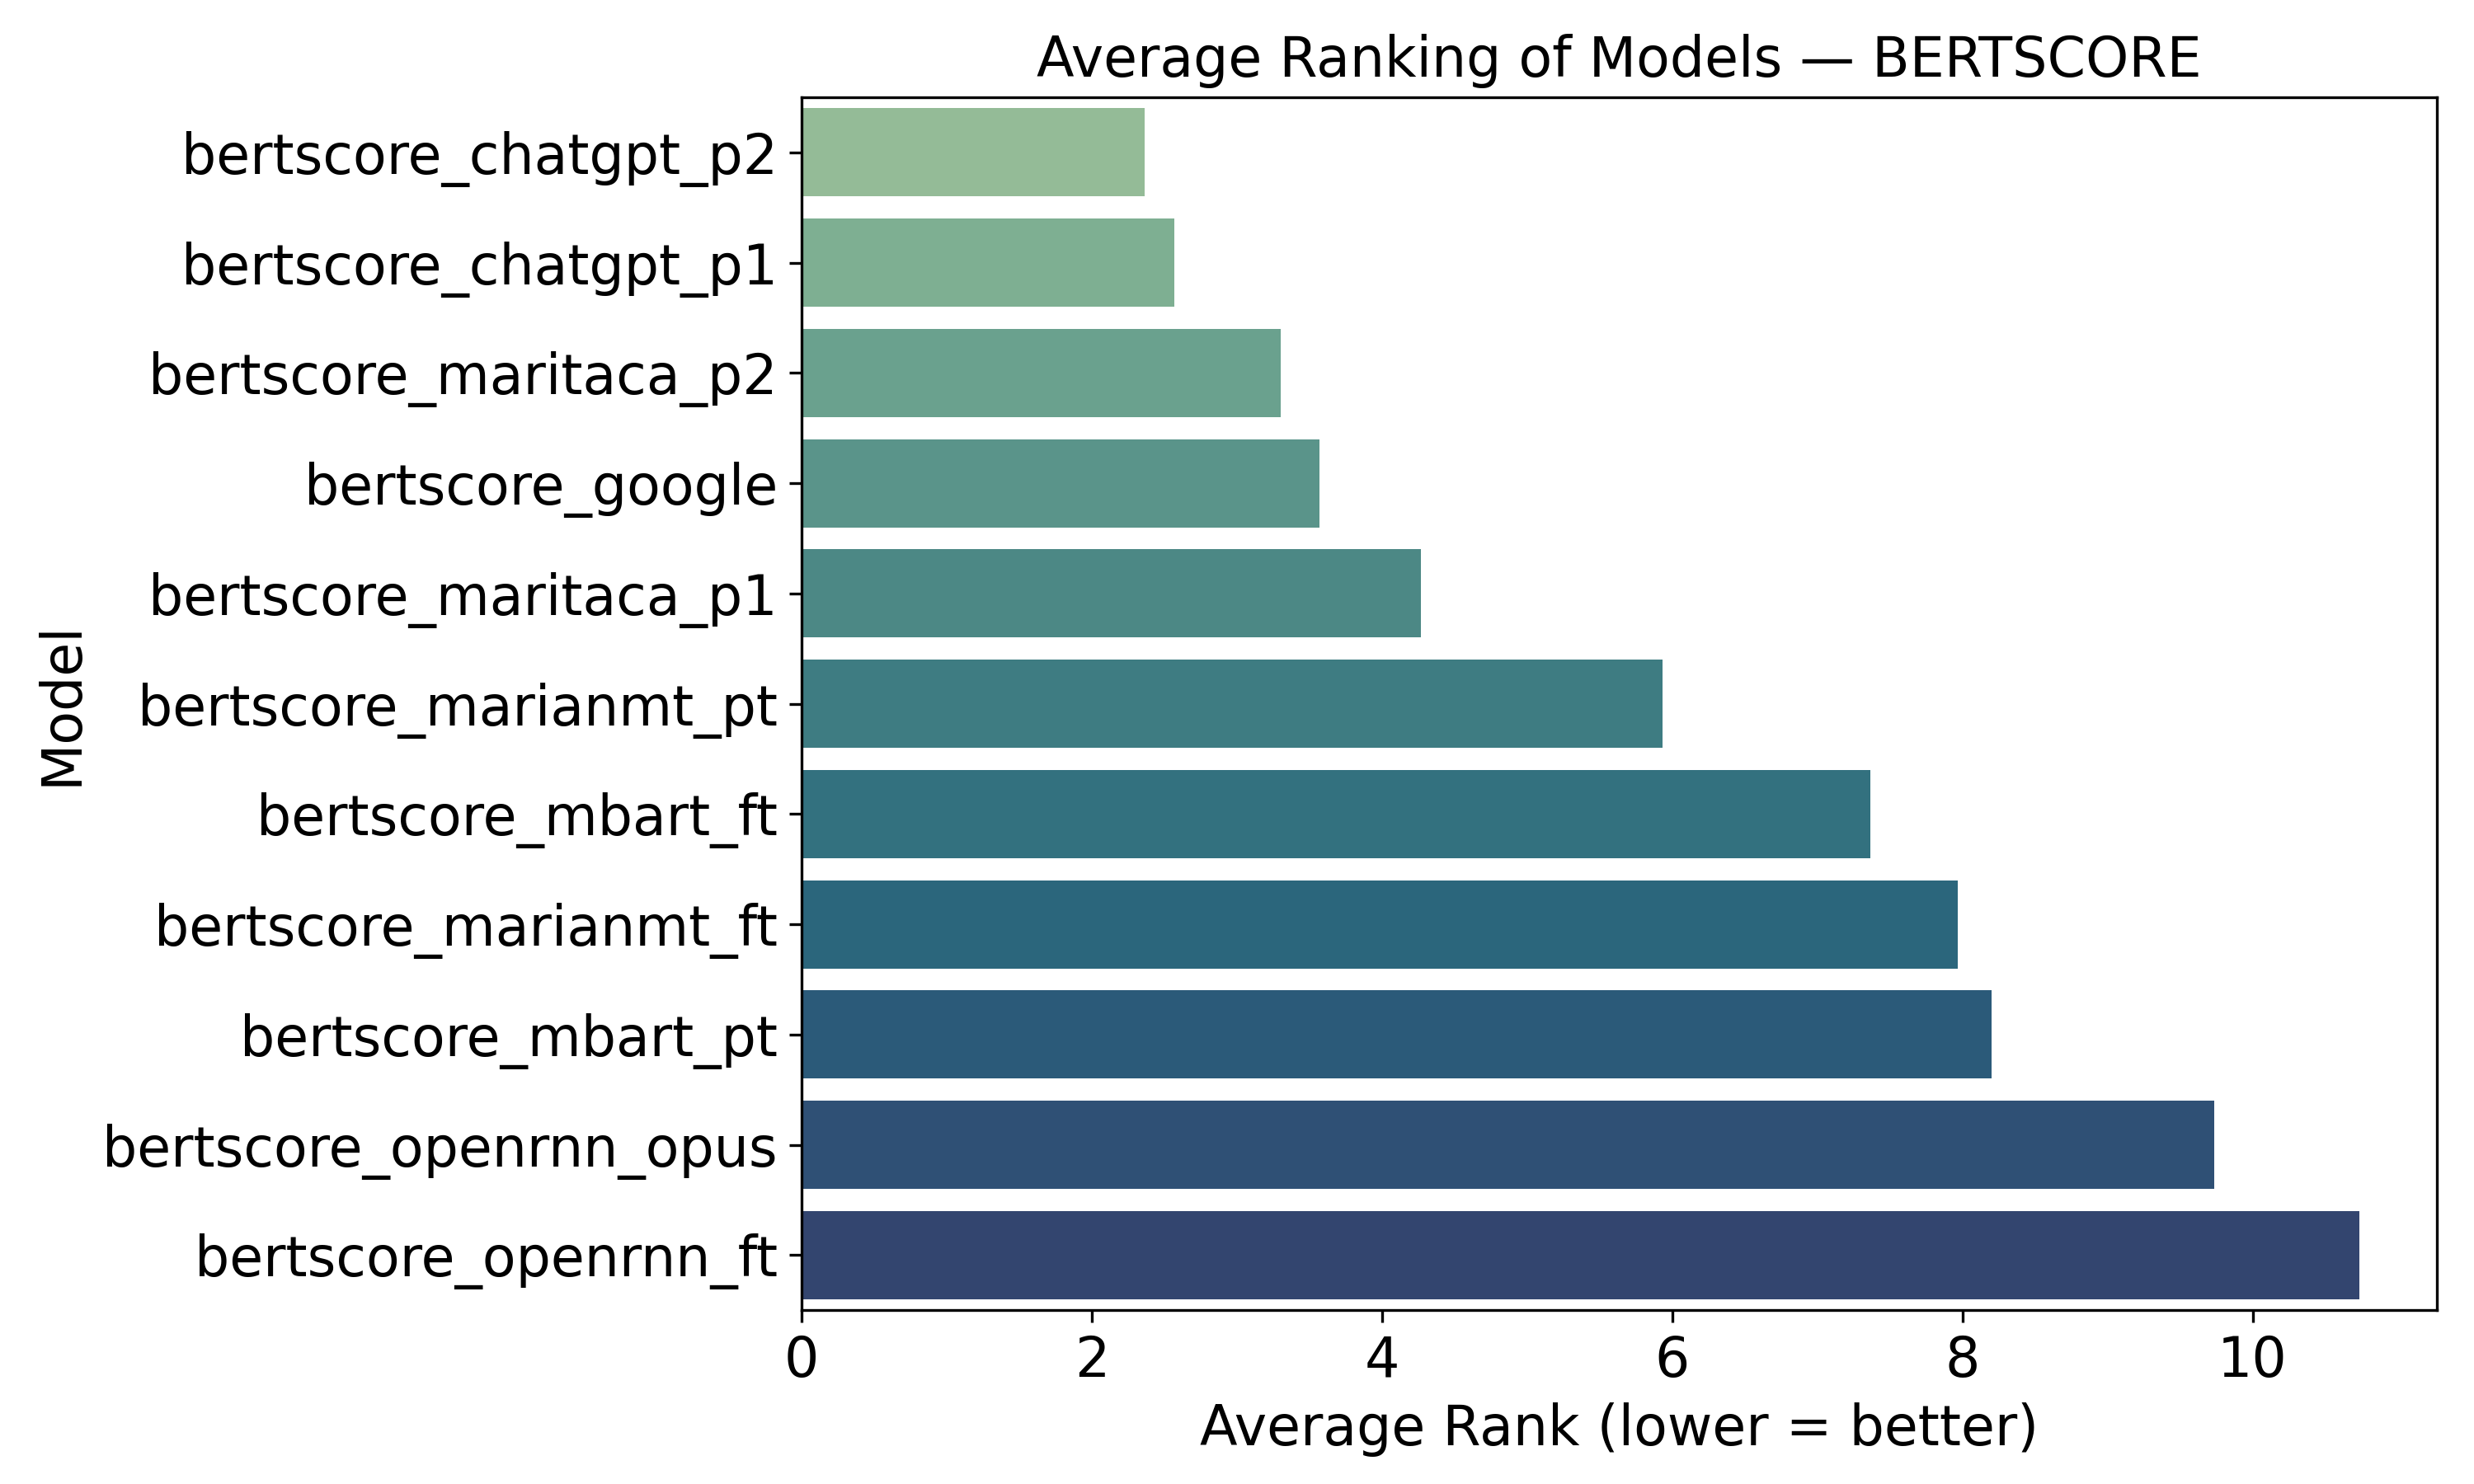 Average Ranking of Models — BERTSCORE
bertscore_chatgpt_p2
bertscore_chatgpt_p1
bertscore_maritaca_p2
bertscore_google
bertscore_maritaca_p1
bertscore_marianmt_pt
bertscore_mbart_ft
bertscore_marianmt_ft
bertscore_mbart_pt
bertscore_openrnn_opus
bertscore_openrnn_ft
Model
0 2 4 6 8 10
Average Rank (lower = better)